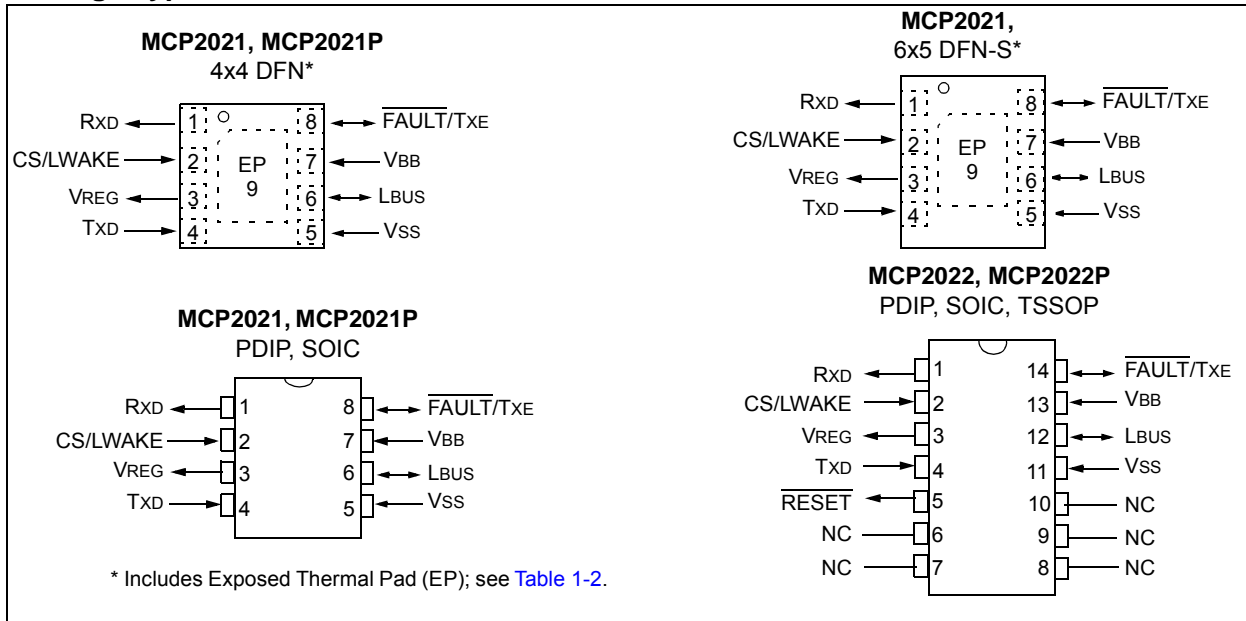 MCP2021, MCP2021P
4x4 DFN*
RXD 1 8 FAULT/TXE
CS/LWAKE 2 EP 7 VBB
VREG 3 9 6 LBUS
TXD 4 5 VSS
MCP2021,
6x5 DFN-S*
RXD 1 8 FAULT/TXE
CS/LWAKE 2 EP 7 VBB
VREG 3 9 6 LBUS
TXD 4 5 VSS
MCP2021, MCP2021P
PDIP, SOIC
RXD 1 8 FAULT/TXE
CS/LWAKE 2 7 VBB
VREG 3 6 LBUS
TXD 4 5 VSS
MCP2022, MCP2022P
PDIP, SOIC, TSSOP
RXD 1 14 FAULT/TXE
CS/LWAKE 2 13 VBB
VREG 3 12 LBUS
TXD 4 11 VSS
RESET 5 10 NC
NC 6 9 NC
NC 7 8 NC
* Includes Exposed Thermal Pad (EP); see Table 1-2.